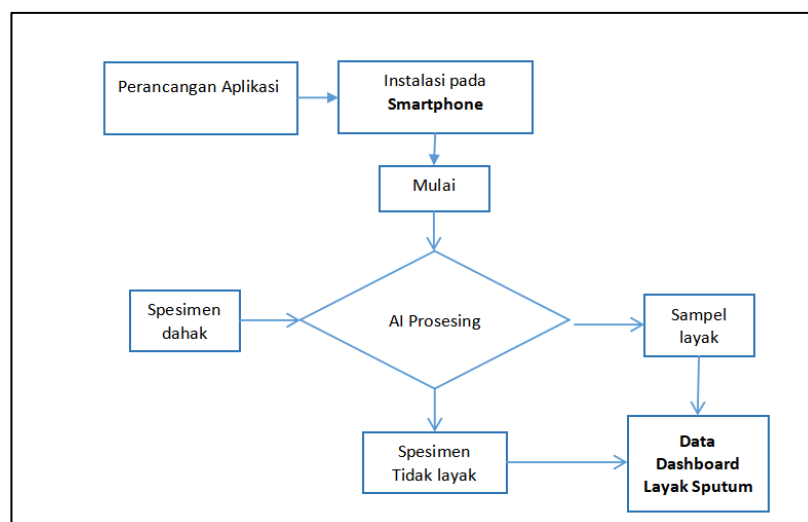 Perancangan Aplikasi
Instalasi pada
Smartphone
Mulai
Spesimen
dahak
AI Prosesing
Sampel
layak
Spesimen
Tidak layak
Data
Dashboard
Layak Sputum